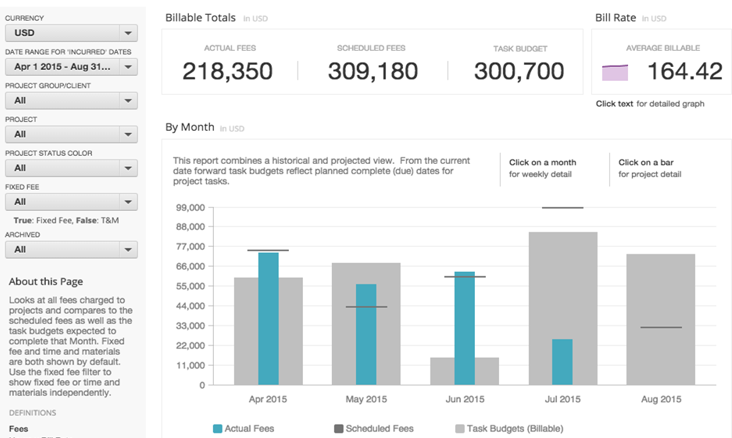 CURRENCY
USD
DATE RANGE FOR 'INCURRED' DATES
Apr 1 2015 - Aug 31...
PROJECT GROUP/CLIENT
All
PROJECT
All
PROJECT STATUS COLOR
All
FIXED FEE
All
True: Fixed Fee, False: T&M
ARCHIVED
All
About this Page
Looks at all fees charged to
projects and compares to the
scheduled fees as well as the
task budgets expected to
complete that Month. Fixed
fee and time and materials
are both shown by default.
Use the fixed fee filter to
show fixed fee or time and
materials independently.
DEFINITIONS
Fees
Billable Totals in USD
ACTUAL FEES
218,350
SCHEDULED FEES
309,180
TASK BUDGET
300,700
Bill Rate in USD
AVERAGE BILLABLE
164.42
Click text for detailed graph
By Month in USD
This report combines a historical and projected view. From the current
date forward task budgets reflect planned complete (due) dates for
project tasks.
Click on a month
for weekly detail
Click on a bar
for project detail
99,000
88,000
77,000
66,000
55,000
44,000
33,000
22,000
11,000
0
Apr 2015 May 2015 Jun 2015 Jul 2015 Aug 2015
Actual Fees Scheduled Fees Task Budgets (Billable)